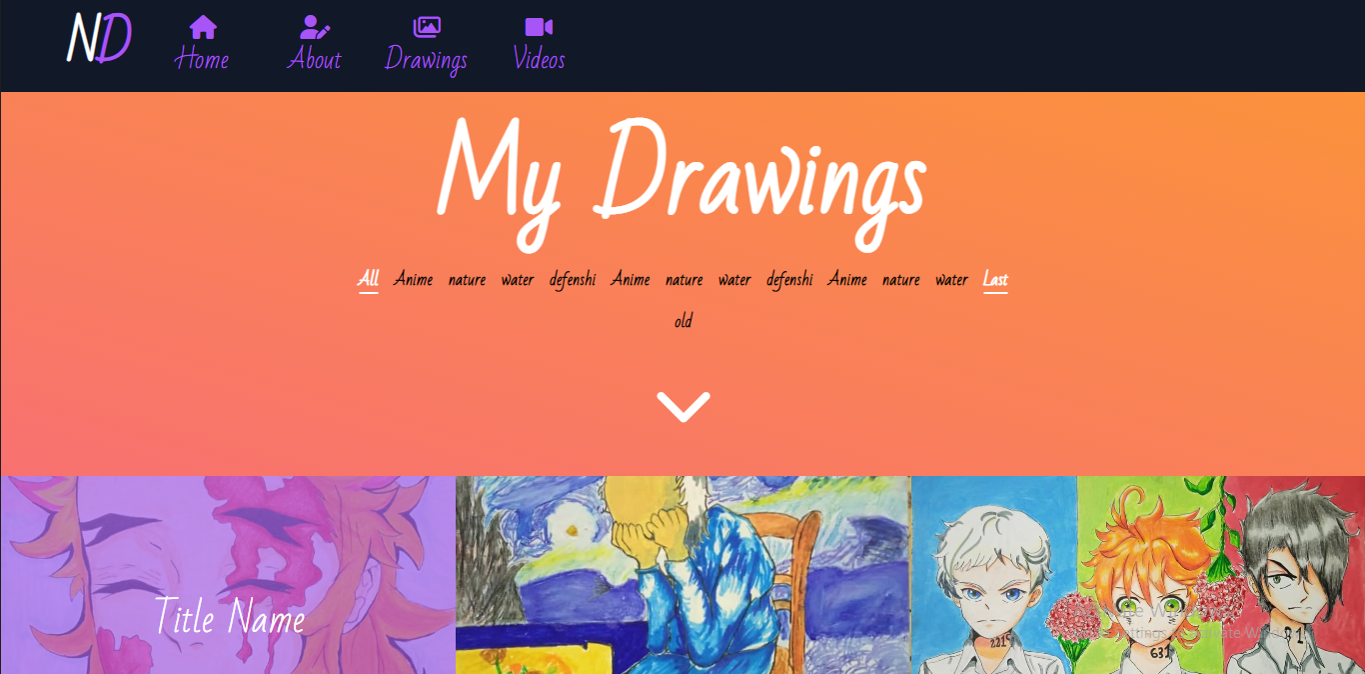 ND
Home About Drawings Videos
My Drawings
All Anime nature water defenshi Anime nature water defenshi Anime nature water Last
old
Title Name
631